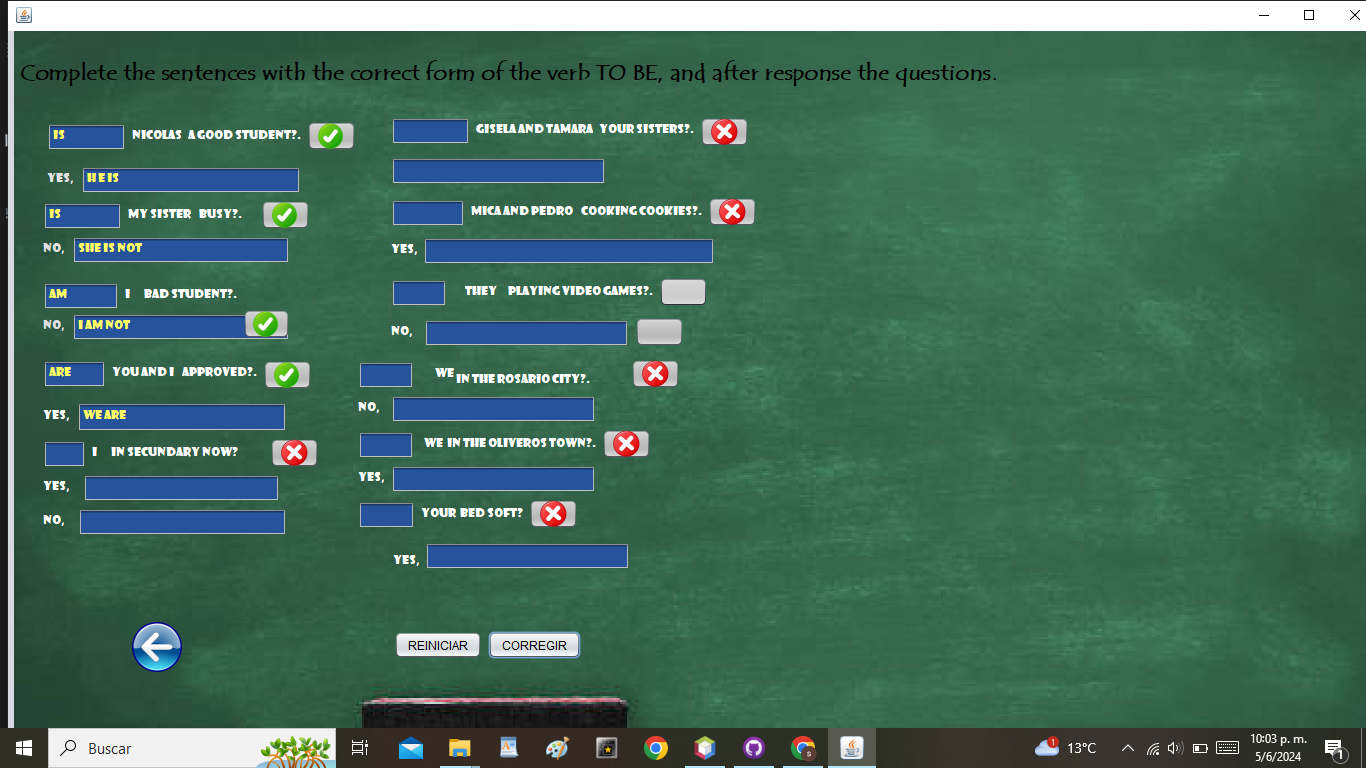 Complete the sentences with the correct form of the verb TO BE, and after response the questions.
IS NICOLAS A GOOD STUDENT?.
YES, HE IS
IS MY SISTER BUSY?.
NO, SHE IS NOT
AM I BAD STUDENT?.
NO, I AM NOT
ARE YOU AND I APPROVED?.
YES, WE ARE
I IN SECUNDARY NOW?
YES,
NO,
GISELA AND TAMARA YOUR SISTERS?.
MICA AND PEDRO COOKING COOKIES?.
YES,
THEY PLAYING VIDEO GAMES?.
NO,
WE IN THE ROSARIO CITY?.
NO,
WE IN THE OLIVEROS TOWN?.
YES,
YOUR BED SOFT?
YES,
REINICIAR CORREGIR
Buscar
1
13°C
10:03 p. m.
5/6/2024
1